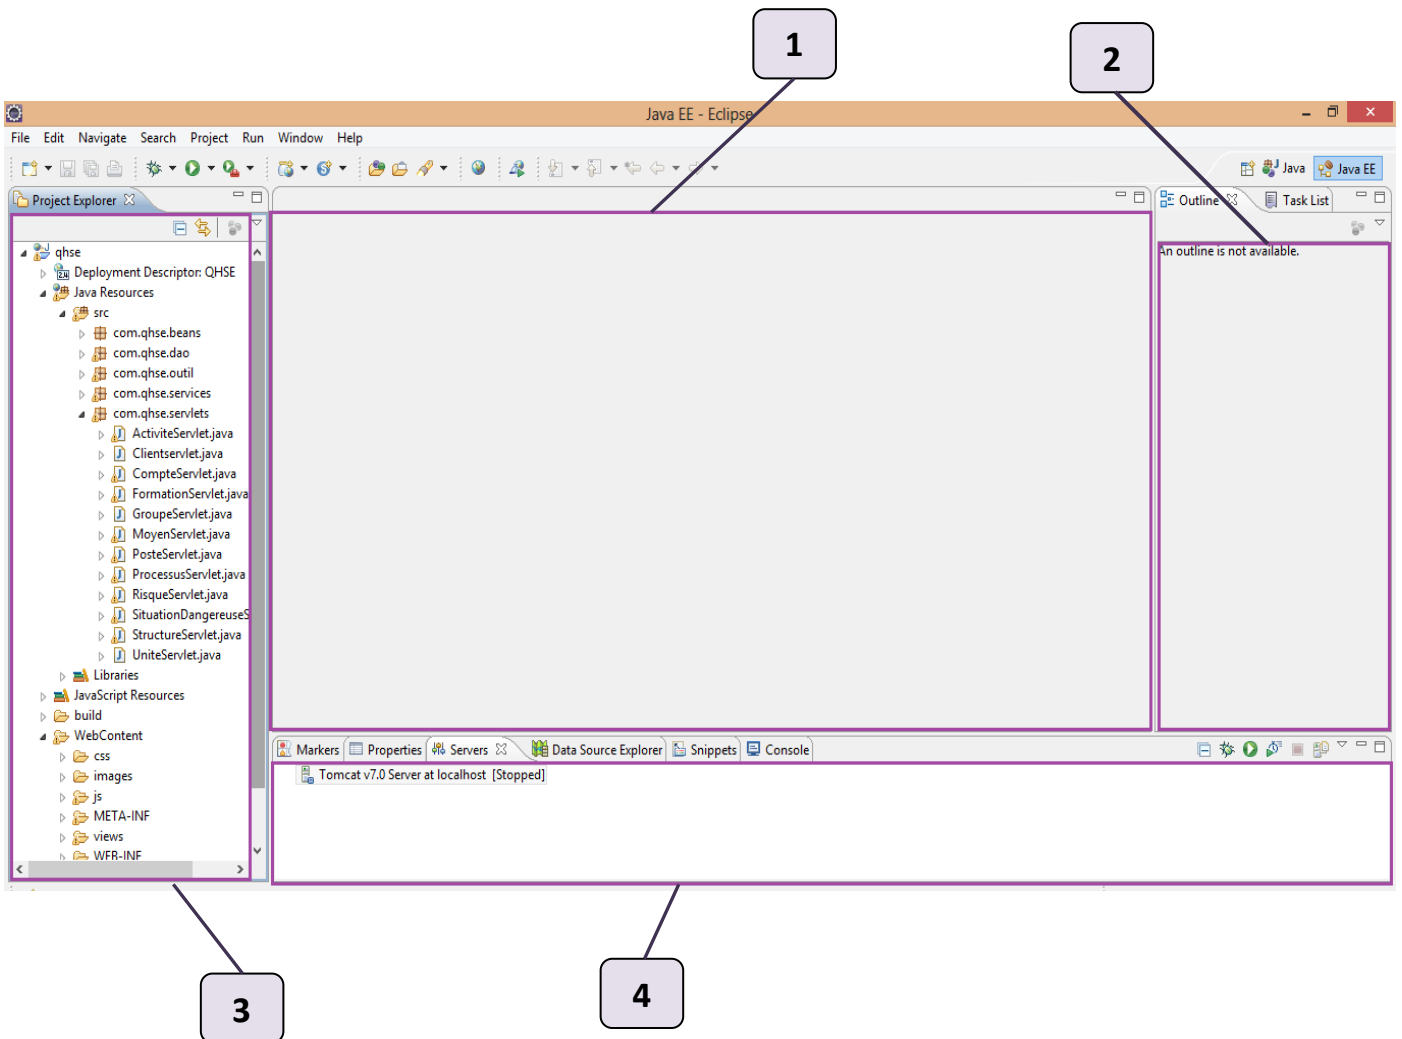 1
2
Java EE - Eclipse
File Edit Navigate Search Project Run Window Help
Java Java EE
Project Explorer
Outline Task List
An outline is not available.
qhse
Deployment Descriptor: QHSE
Java Resources
src
com.qhse.beans
com.qhse.dao
com.qhse.outil
com.qhse.services
com.qhse.servlets
ActiviteServlet.java
Clientservlet.java
CompteServlet.java
FormationServlet.java
GroupeServlet.java
MoyenServlet.java
PosteServlet.java
ProcessusServlet.java
RisqueServlet.java
SituationDangereuseS
StructureServlet.java
UniteServlet.java
Libraries
JavaScript Resources
build
WebContent
css
images
js
META-INF
views
WEB-INF
Markers Properties Servers Data Source Explorer Snippets Console
Tomcat v7.0 Server at localhost [Stopped]
3
4